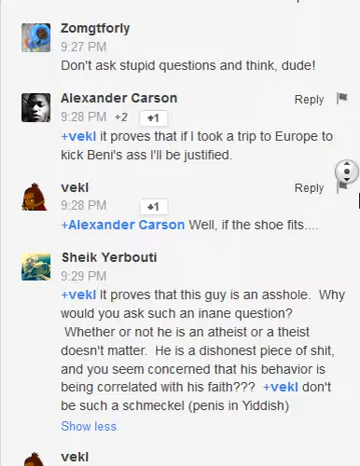 Zomgtforly
9:27 PM
Don't ask stupid questions and think, dude!
Alexander Carson
Reply
9:28 PM +2 +1
+vekl it proves that if I took a trip to Europe to
kick Beni's ass I'll be justified.
vekl
Reply
9:28 PM +1
+Alexander Carson Well, if the shoe fits....
Sheik Yerbouti
9:29 PM
+vekl It proves that this guy is an asshole. Why
would you ask such an inane question?
Whether or not he is an atheist or a theist
doesn't matter. He is a dishonest piece of shit,
and you seem concerned that his behavior is
being correlated with his faith??? +vekl don't
be such a schmeckel (penis in Yiddish)
Show less
vekl